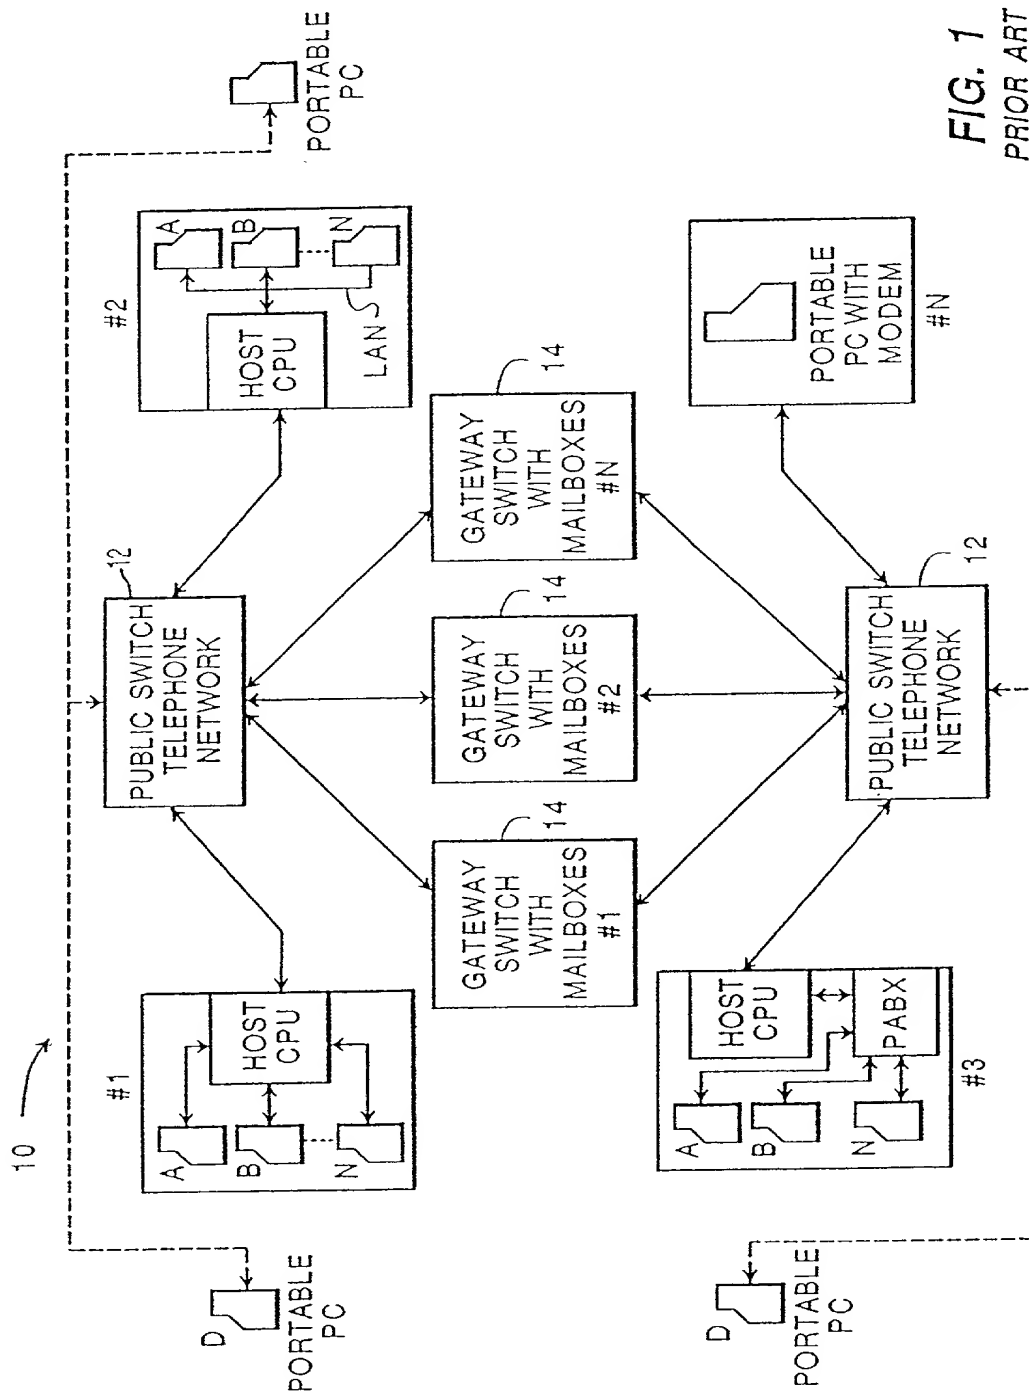 10
#1
A
B
N
HOST
CPU
12
PUBLIC SWITCH
TELEPHONE
NETWORK
#2
HOST
CPU
A
B
N
LAN
D
PORTABLE
PC
PORTABLE
PC
GATEWAY
SWITCH
WITH
MAILBOXES
#1
14
GATEWAY
SWITCH
WITH
MAILBOXES
#2
14
GATEWAY
SWITCH
WITH
MAILBOXES
#N
14
D
PORTABLE
PC
A
B
N
HOST
CPU
PABX
#3
PUBLIC SWITCH
TELEPHONE
NETWORK
12
PORTABLE
PC WITH
MODEM
#N
FIG. 1
PRIOR ART